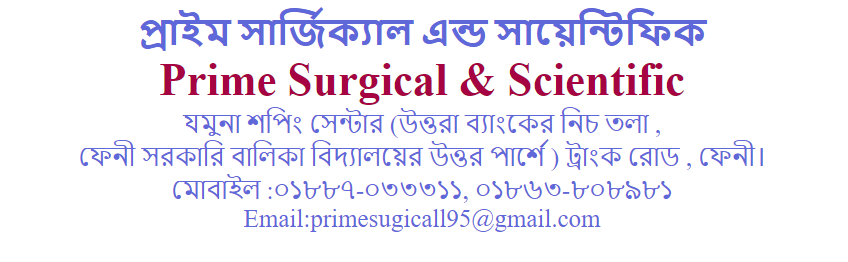 প্রাইম সার্জিক্যাল এন্ড সায়েন্টিফিক
Prime Surgical & Scientific
যমুনা শপিং সেন্টার (উত্তরা ব্যাংকের নিচ তলা ,
ফেনী সরকারি বালিকা বিদ্যালয়ের উত্তর পার্শে ) ট্রাংক রোড , ফেনী।
মোবাইল :০১৮৮৭-০৩৩৩১১, ০১৮৬৩-৮০৮৯৮১
Email:primesugicall95@gmail.com